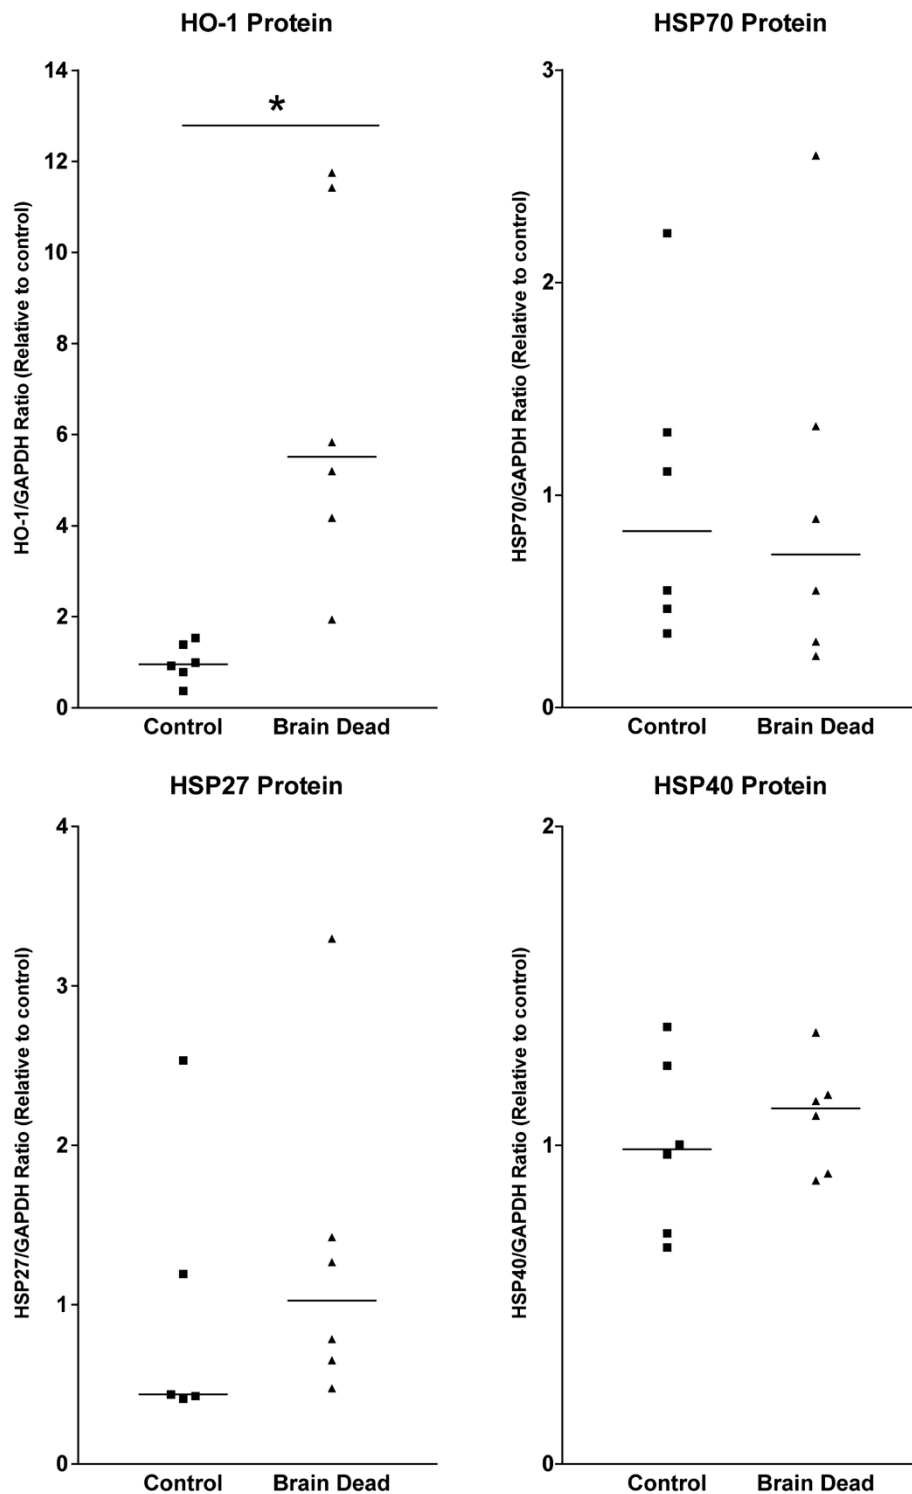 HO-1 Protein
HO-1/GAPDH Ratio (Relative to control)
14
12
10
8
6
4
2
0
*
Control Brain Dead
HSP70 Protein
HSP70/GAPDH Ratio (Relative to control)
3
2
1
0
Control Brain Dead
HSP27 Protein
HSP27/GAPDH Ratio (Relative to control)
4
3
2
1
0
Control Brain Dead
HSP40 Protein
HSP40/GAPDH Ratio (Relative to control)
2
1
0
Control Brain Dead